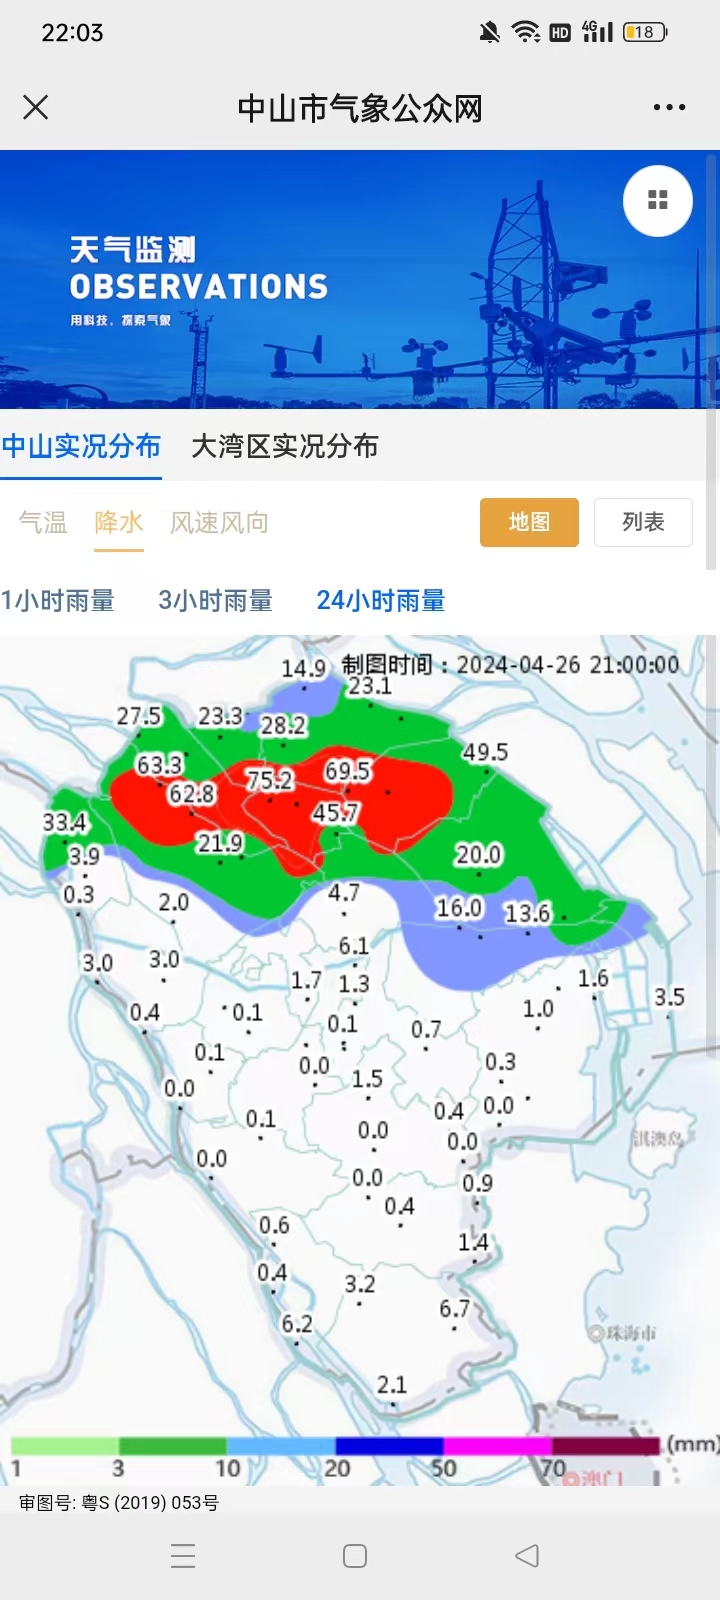 22:03
HD 4G 18
中山市气象公众网
天气监测
OBSERVATIONS
用科技，探索气象
中山实况分布 大湾区实况分布
气温 降水 风速风向 地图 列表
1小时雨量 3小时雨量 24小时雨量
制图时间：2024-04-26 21:00:00
14.9
23.1
27.5 23.3 28.2
49.5
63.3 75.2 69.5
62.8
45.7
33.4
21.9
3.9 20.0
0.3 2.0 4.7 16.0 13.6
6.1
3.0 3.0
1.7 1.3 1.6
3.5
0.4 0.1 1.0
0.1 0.7
0.1 0.0 0.3
0.0 1.5
0.1 0.4 0.0
0.0 0.0
0.0 0.0 0.9
0.4
0.6 1.4
0.4 3.2
6.2 6.7
2.1
淇澳岛
珠海市
澳门
(mm)
1 3 10 20 50 70
审图号: 粤S (2019) 053号